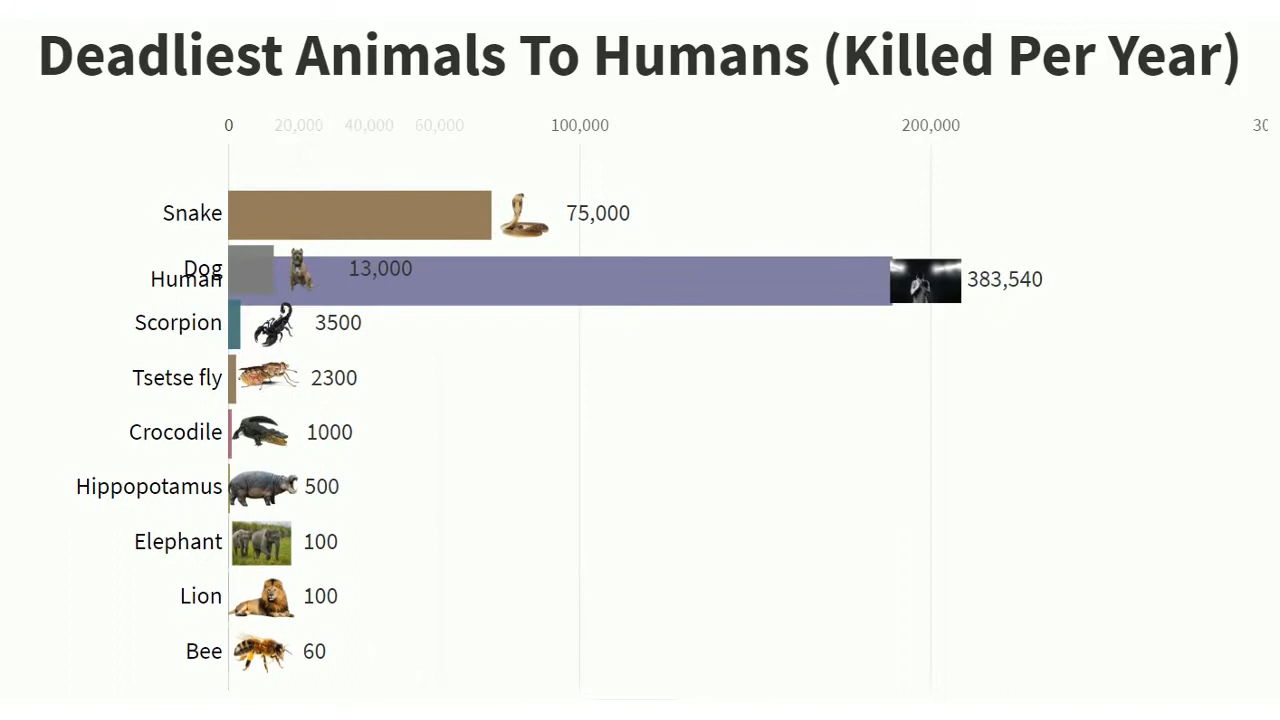 Deadliest Animals To Humans (Killed Per Year)
0 20,000 40,000 60,000 100,000 200,000 30
Snake 75,000
Dog 13,000
Human 383,540
Scorpion 3500
Tsetse fly 2300
Crocodile 1000
Hippopotamus 500
Elephant 100
Lion 100
Bee 60